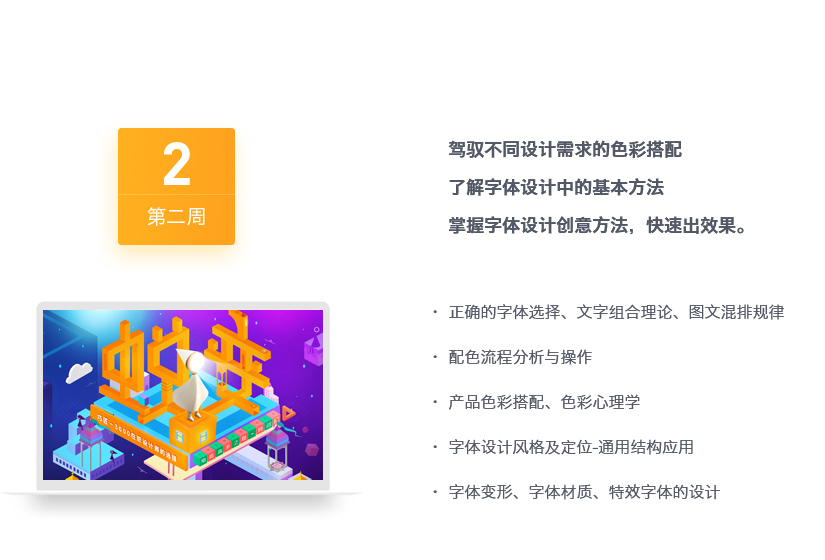 2
第二周
驾驭不同设计需求的色彩搭配
了解字体设计中的基本方法
掌握字体设计创意方法，快速出效果。
· 正确的字体选择、文字组合理论、图文混排规律
· 配色流程分析与操作
· 产品色彩搭配、色彩心理学
· 字体设计风格及定位-通用结构应用
· 字体变形、字体材质、特效字体的设计